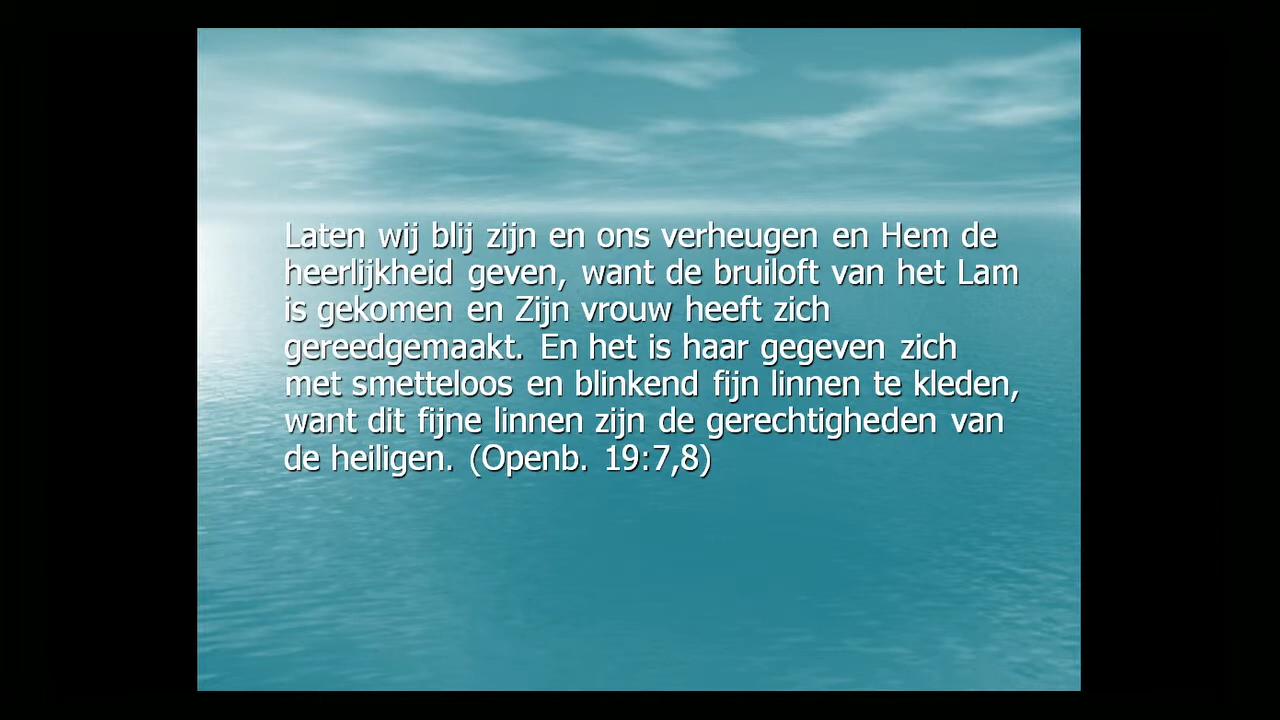 Laten wij blij zijn en ons verheugen en Hem de
heerlijkheid geven, want de bruiloft van het Lam
is gekomen en Zijn vrouw heeft zich
gereedgemaakt. En het is haar gegeven zich
met smetteloos en blinkend fijn linnen te kleden,
want dit fijne linnen zijn de gerechtigheden van
de heiligen. (Openb. 19:7,8)